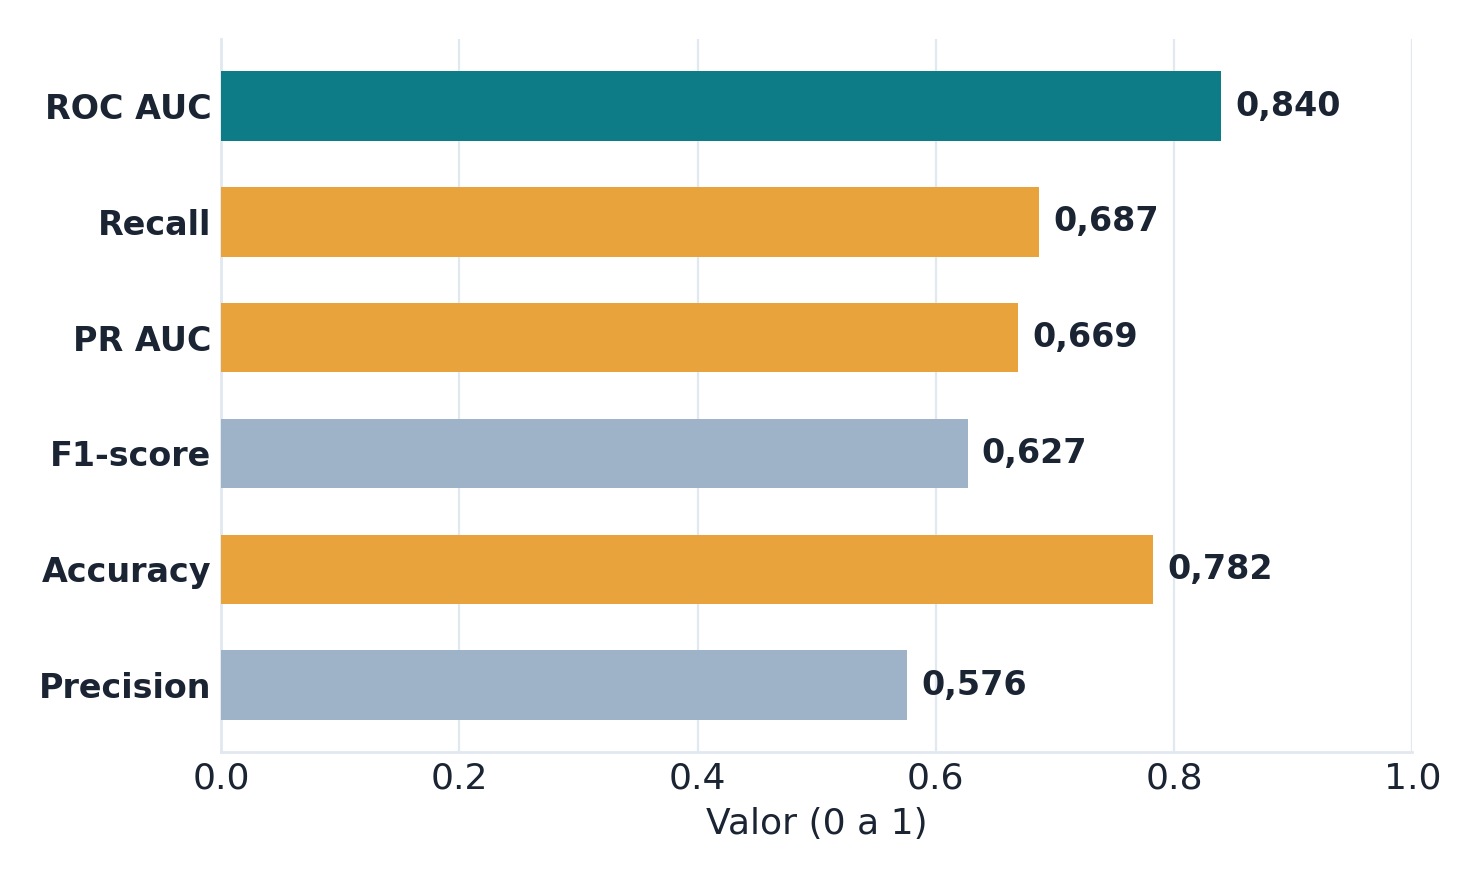 ROC AUC 0,840
Recall 0,687
PR AUC 0,669
F1-score 0,627
Accuracy 0,782
Precision 0,576
0.0 0.2 0.4 0.6 0.8 1.0
Valor (0 a 1)